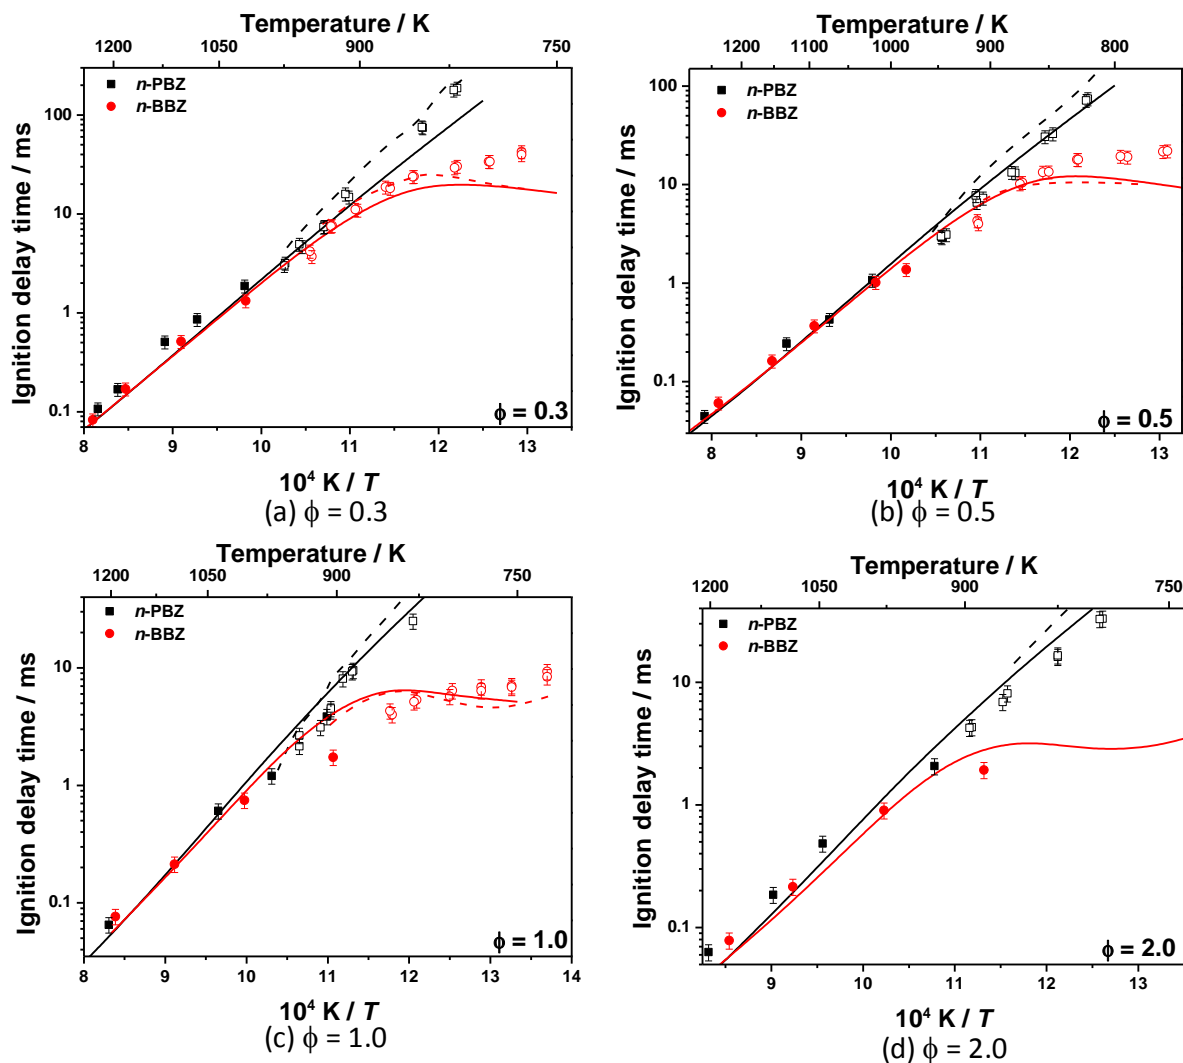 Temperature / K
1200 1050 900 750
n-PBZ
n-BBZ
100
10
1
0.1
Ignition delay time / ms
ϕ = 0.3
8 9 10 11 12 13
10⁴ K / T
(a) ϕ = 0.3
Temperature / K
1200 1100 1000 900 800
n-PBZ
n-BBZ
100
10
1
0.1
Ignition delay time / ms
ϕ = 0.5
8 9 10 11 12 13
10⁴ K / T
(b) ϕ = 0.5
Temperature / K
1200 1050 900 750
n-PBZ
n-BBZ
10
1
0.1
Ignition delay time / ms
ϕ = 1.0
8 9 10 11 12 13 14
10⁴ K / T
(c) ϕ = 1.0
Temperature / K
1200 1050 900 750
n-PBZ
n-BBZ
10
1
0.1
Ignition delay time / ms
ϕ = 2.0
9 10 11 12 13
10⁴ K / T
(d) ϕ = 2.0